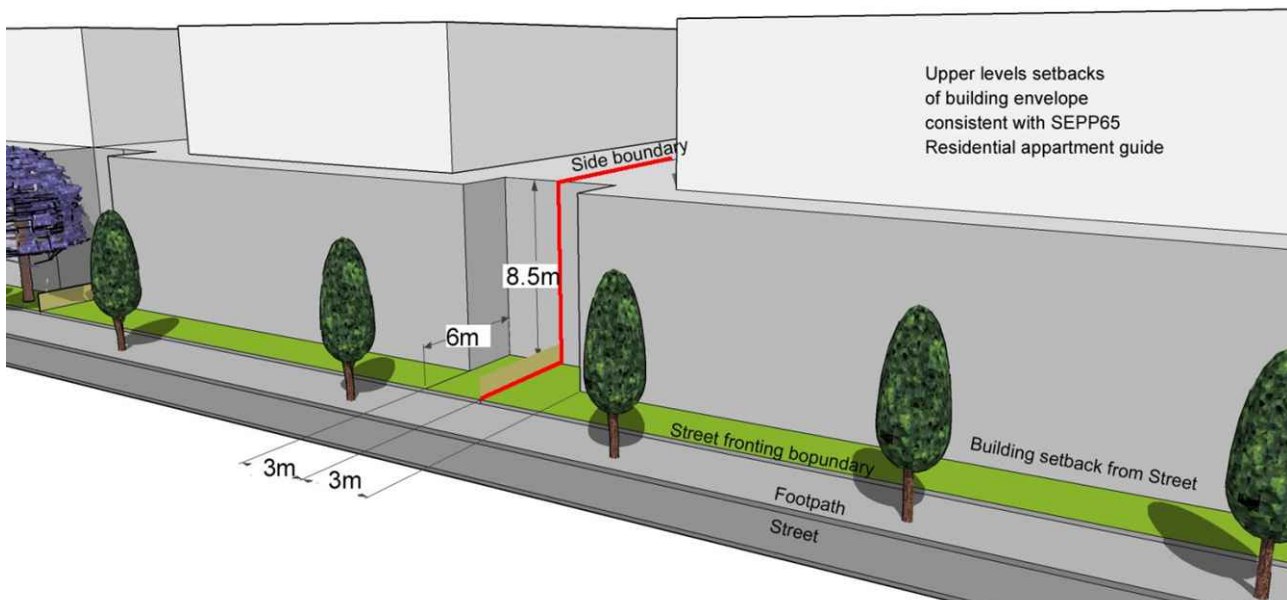 Upper levels setbacks
of building envelope
consistent with SEPP65
Residential appartment guide
Side boundary
8.5m
6m
3m
3m
Street fronting bopundary
Building setback from Street
Footpath
Street